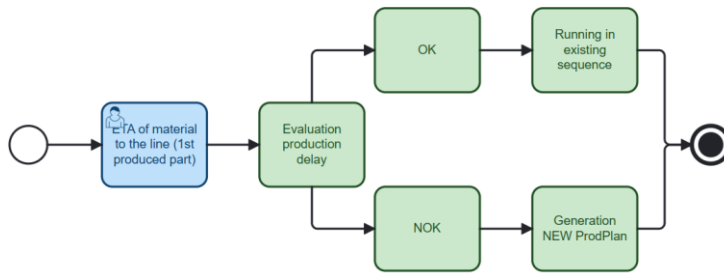 ETA of material
to the line (1st
produced part)
Evaluation
production
delay
OK
Running in
existing
sequence
NOK
Generation
NEW ProdPlan